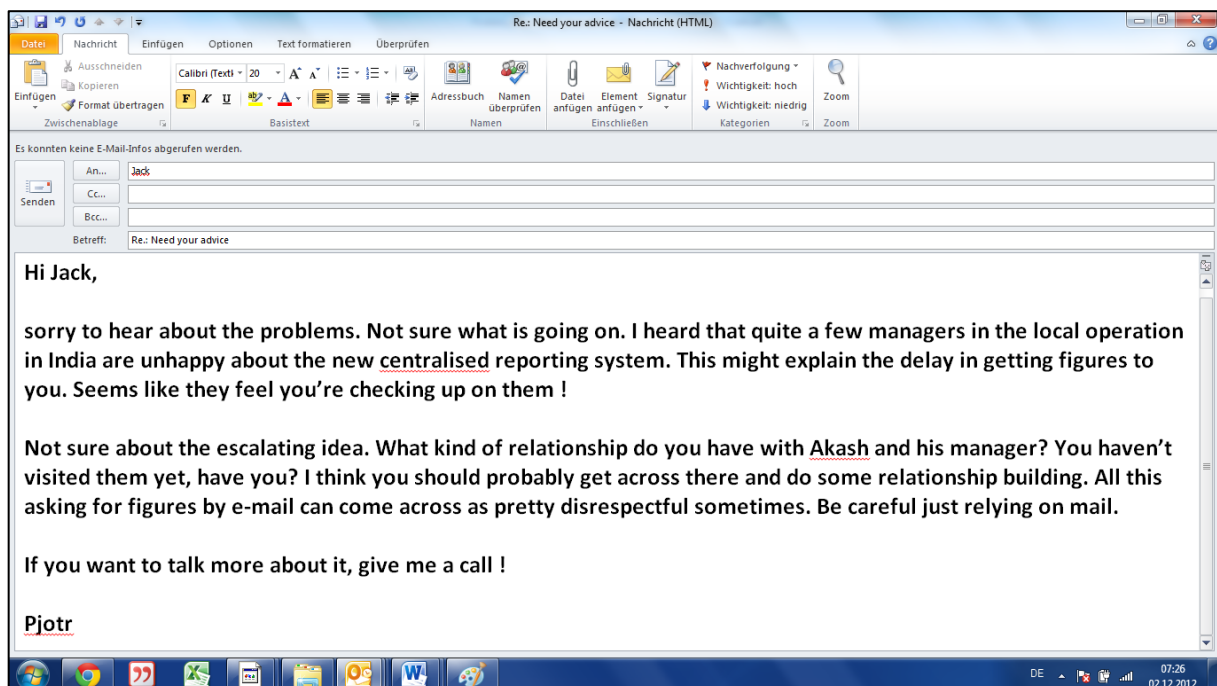 Re.: Need your advice - Nachricht (HTML)
Datei Nachricht Einfügen Optionen Text formatieren Überprüfen
Einfügen
Ausschneiden
Kopieren
Format übertragen
Zwischenablage
Calibri (Textk 20
F K U
Basistext
Adressbuch
Namen überprüfen
Namen
Datei anfügen
Element anfügen
Signatur
Einschließen
Nachverfolgung
Wichtigkeit: hoch
Wichtigkeit: niedrig
Kategorien
Zoom
Zoom
Es konnten keine E-Mail-Infos abgerufen werden.
Senden
An... Jack
Cc...
Bcc...
Betreff: Re.: Need your advice
Hi Jack,
sorry to hear about the problems. Not sure what is going on. I heard that quite a few managers in the local operation
in India are unhappy about the new centralised reporting system. This might explain the delay in getting figures to
you. Seems like they feel you’re checking up on them !
Not sure about the escalating idea. What kind of relationship do you have with Akash and his manager? You haven’t
visited them yet, have you? I think you should probably get across there and do some relationship building. All this
asking for figures by e-mail can come across as pretty disrespectful sometimes. Be careful just relying on mail.
If you want to talk more about it, give me a call !
Pjotr
DE
07:26
02.12.2012